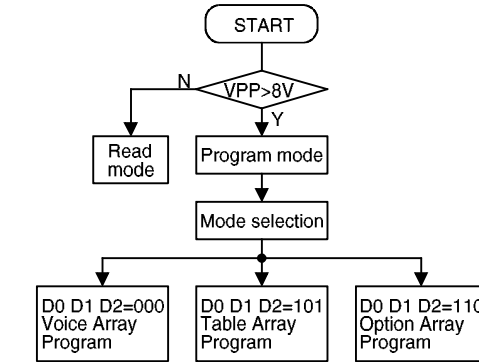 START
N
VPP>8V
Y
Read
mode
Program mode
Mode selection
D0 D1 D2=000
Voice Array
Program
D0 D1 D2=101
Table Array
Program
D0 D1 D2=110
Option Array
Program